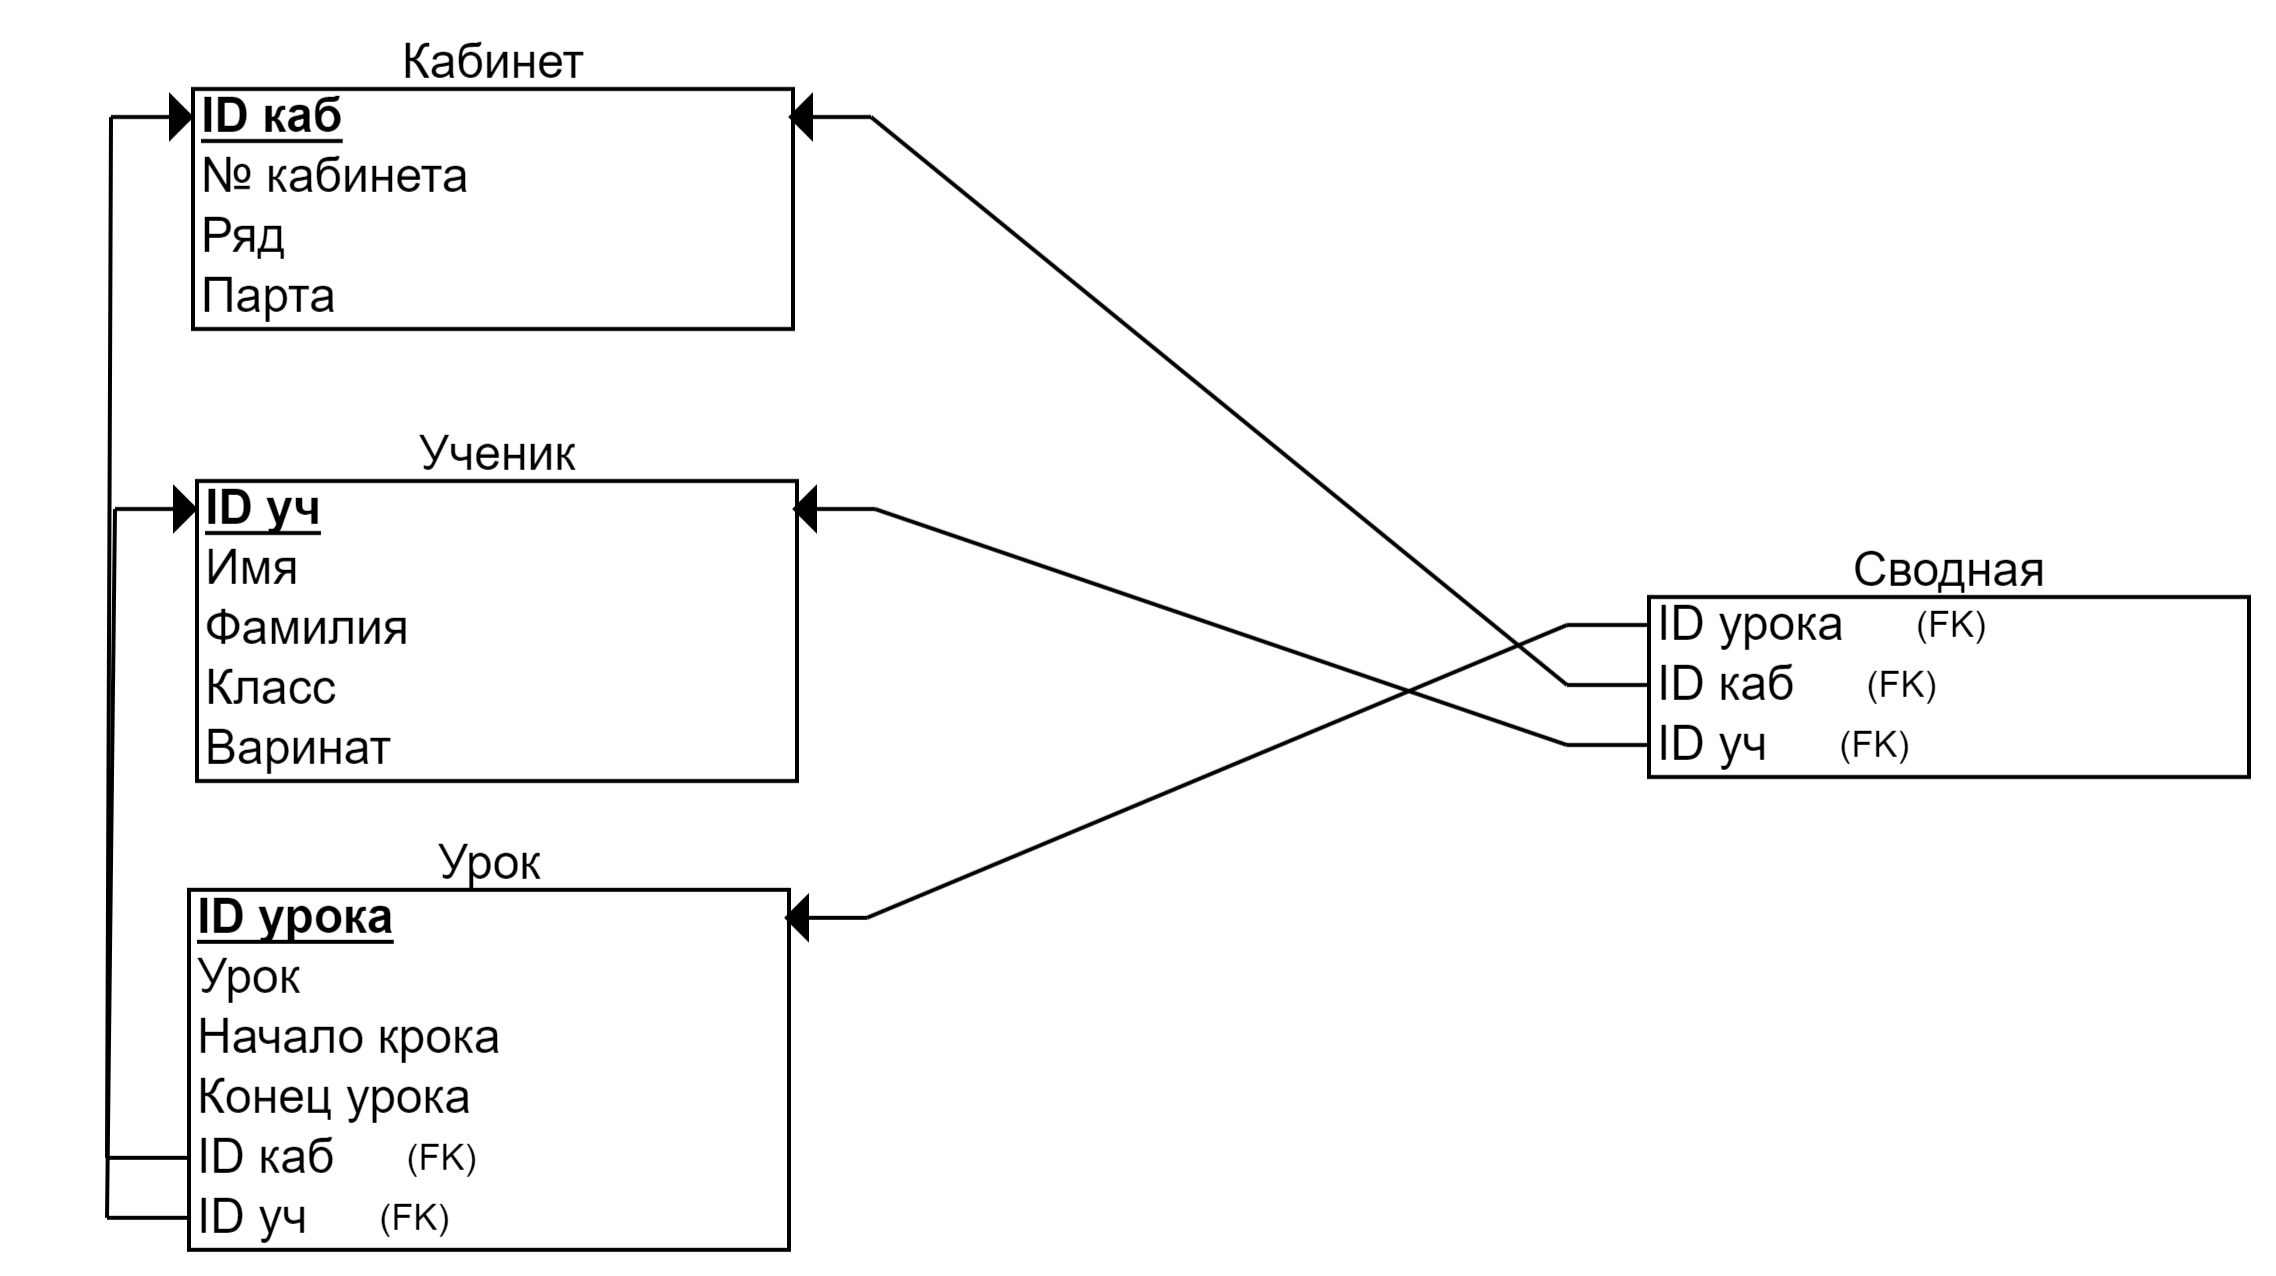 Кабинет
ID каб
№ кабинета
Ряд
Парта
Ученик
ID уч
Имя
Фамилия
Класс
Варинат
Урок
ID урока
Урок
Начало крока
Конец урока
ID каб (FK)
ID уч (FK)
Сводная
ID урока (FK)
ID каб (FK)
ID уч (FK)